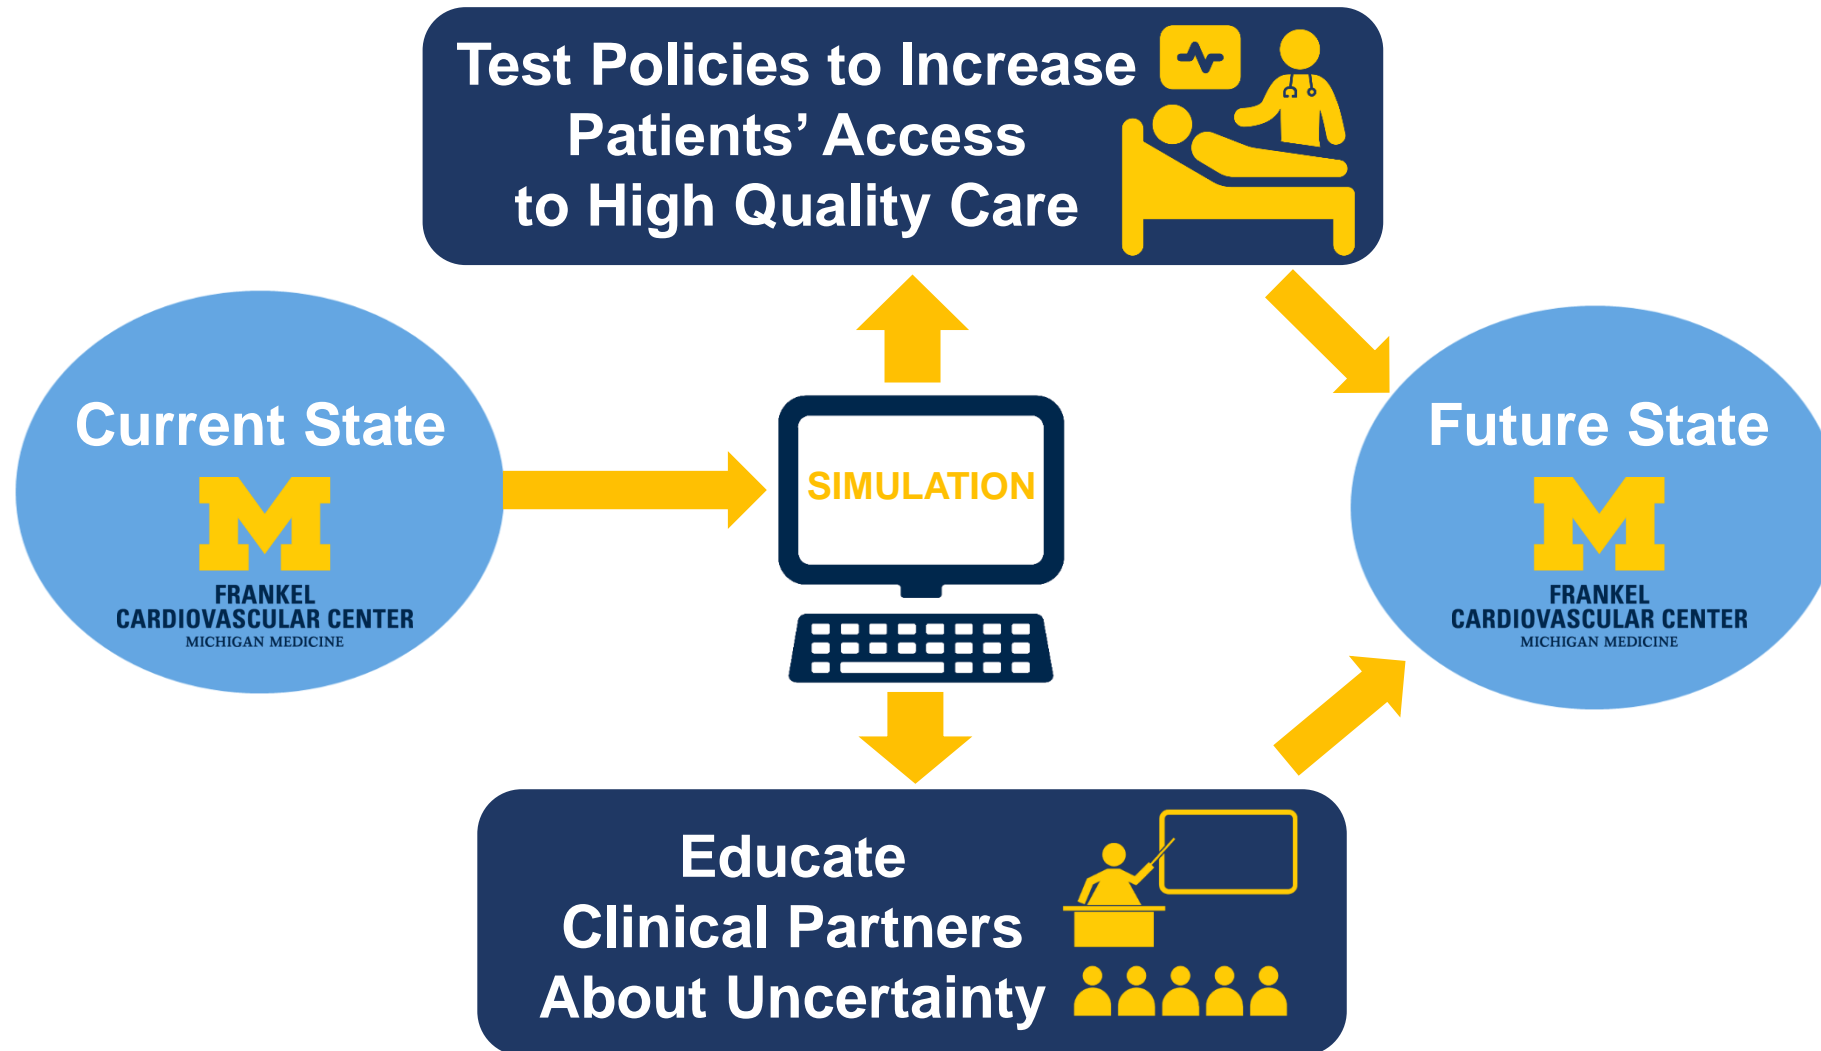 Test Policies to Increase
Patients’ Access
to High Quality Care
Current State
M
FRANKEL
CARDIOVASCULAR CENTER
MICHIGAN MEDICINE
SIMULATION
Future State
M
FRANKEL
CARDIOVASCULAR CENTER
MICHIGAN MEDICINE
Educate
Clinical Partners
About Uncertainty